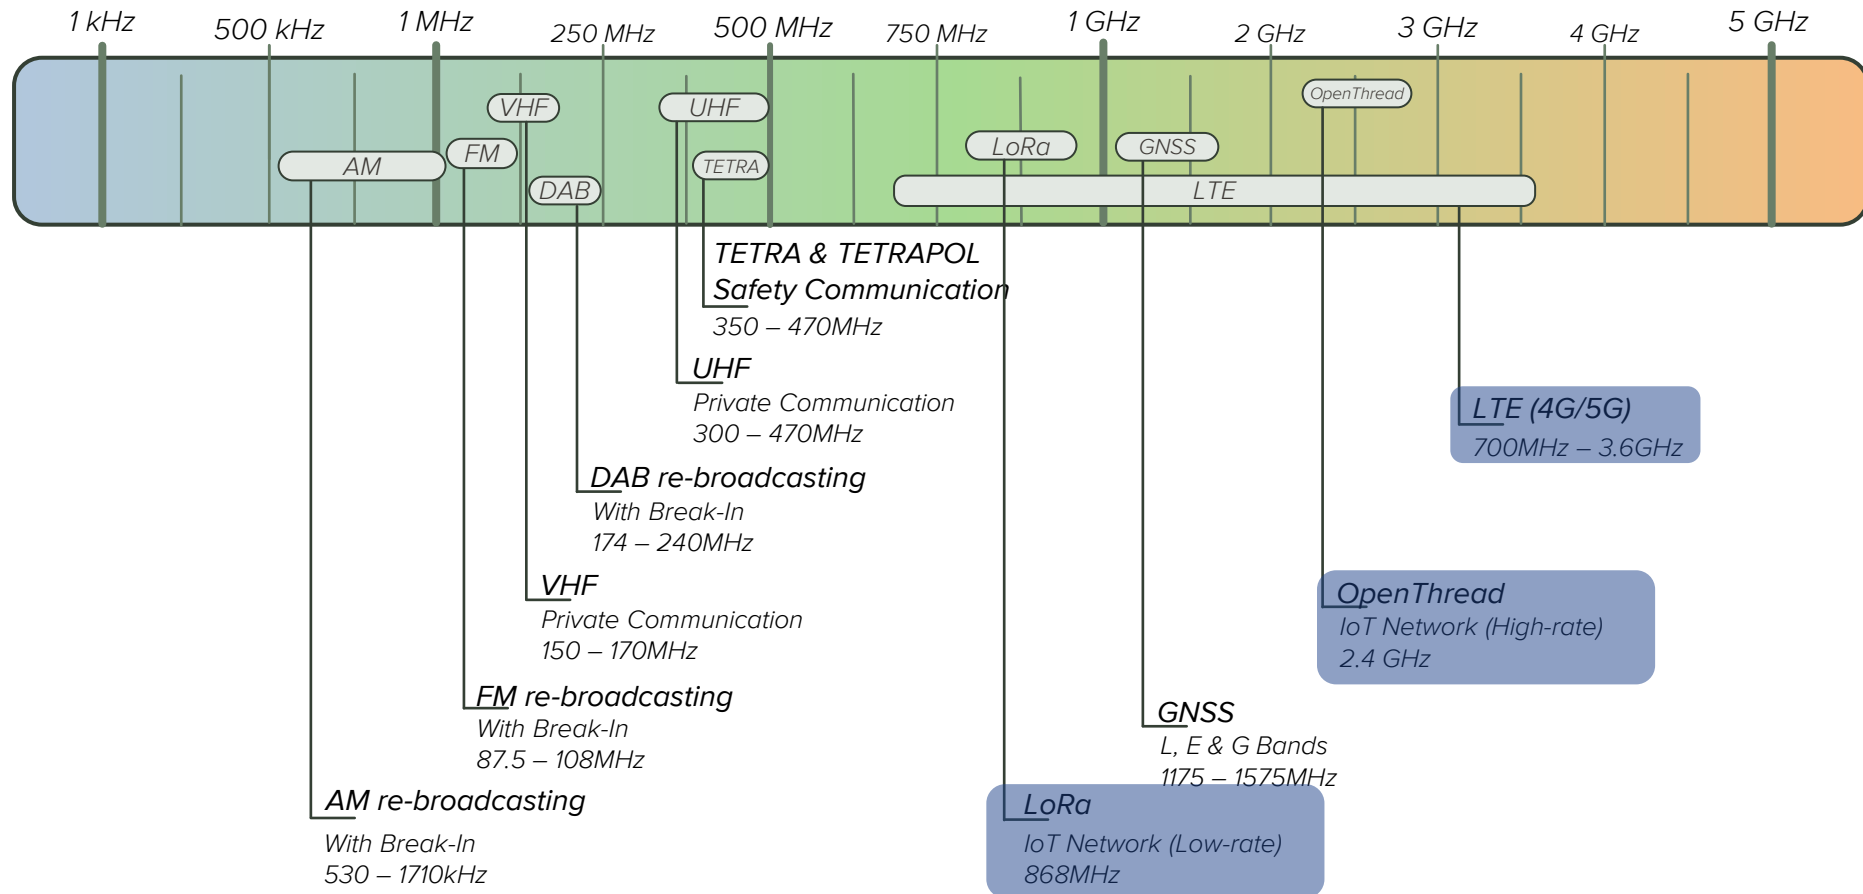 1 kHz
500 kHz
1 MHz
250 MHz
500 MHz
750 MHz
1 GHz
2 GHz
3 GHz
4 GHz
5 GHz
VHF
UHF
OpenThread
AM
FM
TETRA
LoRa
GNSS
DAB
LTE
TETRA & TETRAPOL
Safety Communication
350 – 470MHz
UHF
Private Communication
300 – 470MHz
LTE (4G/5G)
700MHz – 3.6GHz
DAB re-broadcasting
With Break-In
174 – 240MHz
VHF
Private Communication
150 – 170MHz
OpenThread
IoT Network (High-rate)
2.4 GHz
FM re-broadcasting
With Break-In
87.5 – 108MHz
GNSS
L, E & G Bands
1175 – 1575MHz
AM re-broadcasting
With Break-In
530 – 1710kHz
LoRa
IoT Network (Low-rate)
868MHz